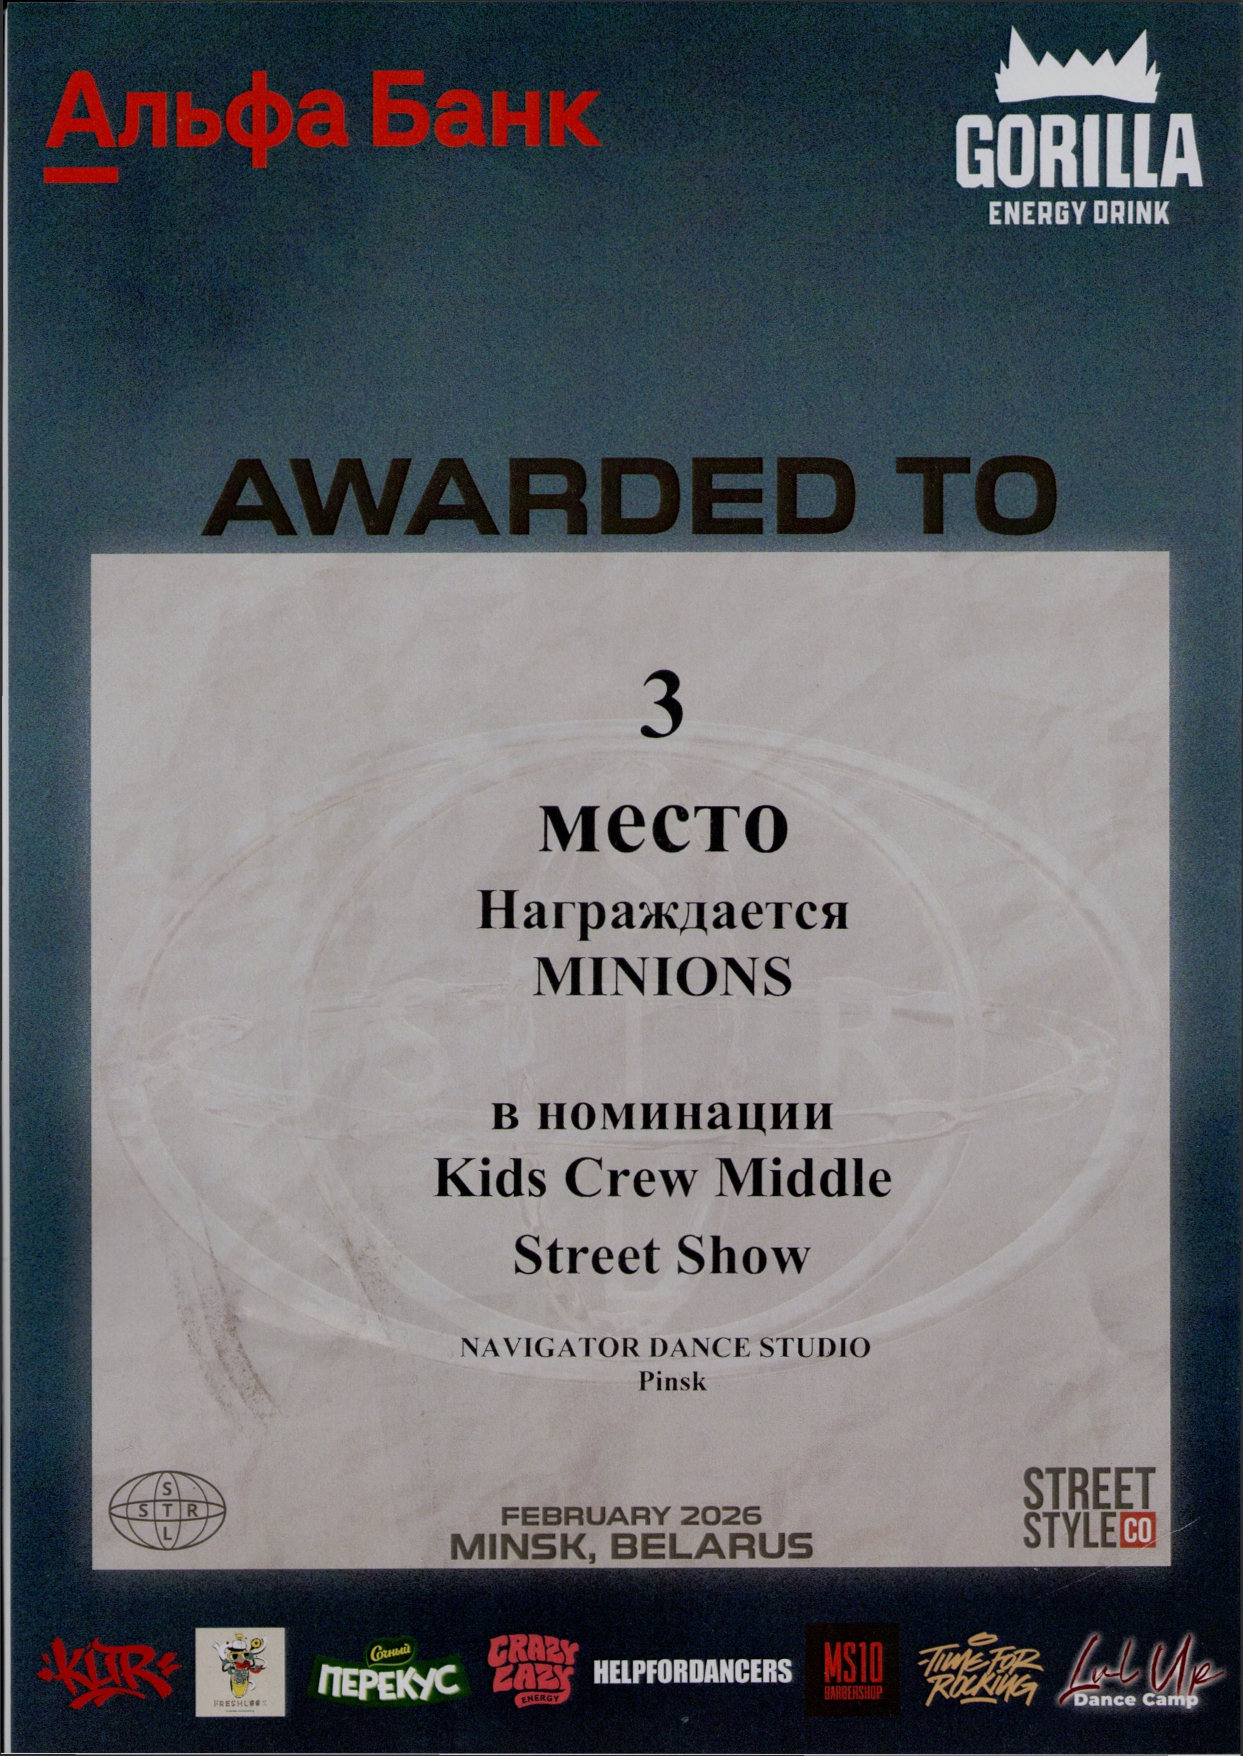 Альфа Банк
GORILLA
ENERGY DRINK
AWARDED TO
3
место
Награждается
MINIONS
в номинации
Kids Crew Middle
Street Show
NAVIGATOR DANCE STUDIO
Pinsk
S
S T R
L
FEBRUARY 2026
MINSK, BELARUS
STREET
STYLE CO
Сочный
ПЕРЕКУС
CRAZY
EAZY
ENERGY
HELPFORDANCERS
MS10
BARBERSHOP
TIME FOR
ROCKING
Lvl Up
Dance Camp